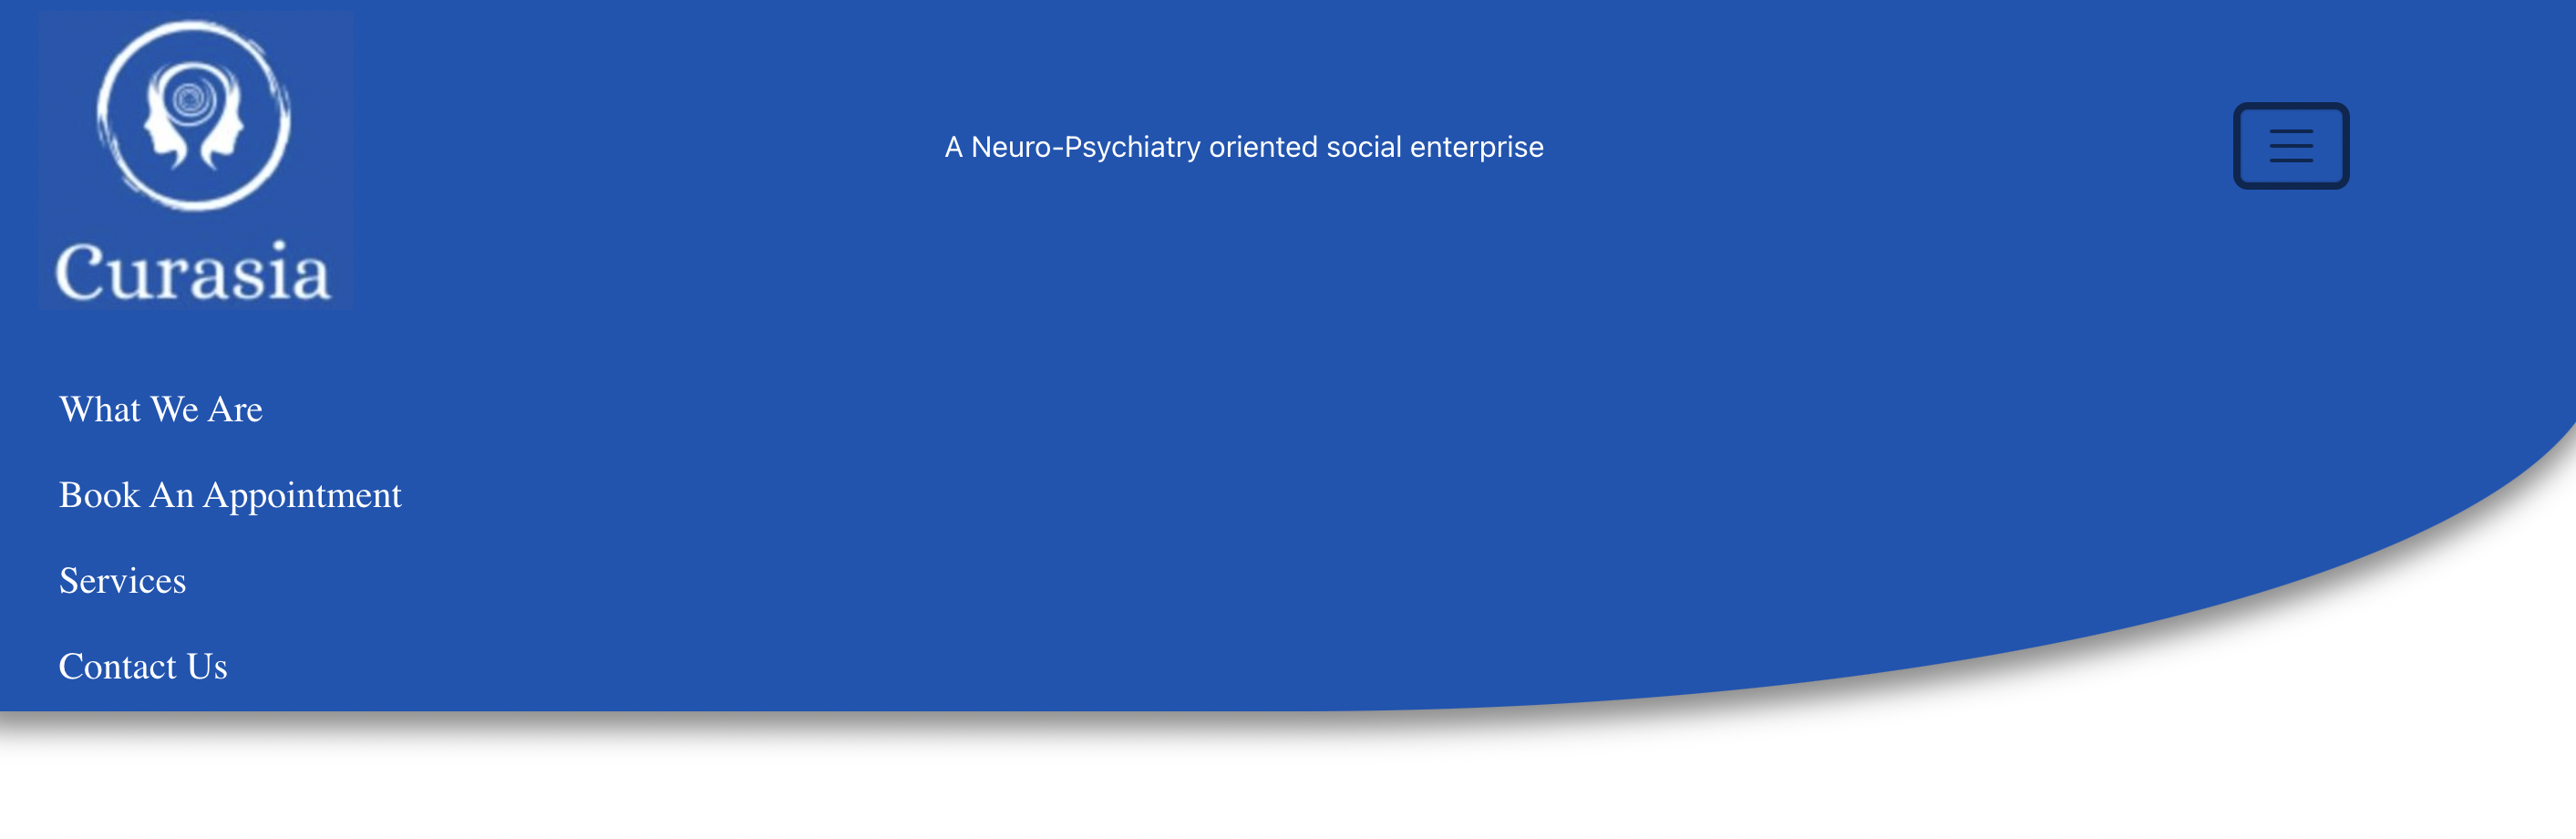 Curasia
A Neuro-Psychiatry oriented social enterprise
What We Are
Book An Appointment
Services
Contact Us